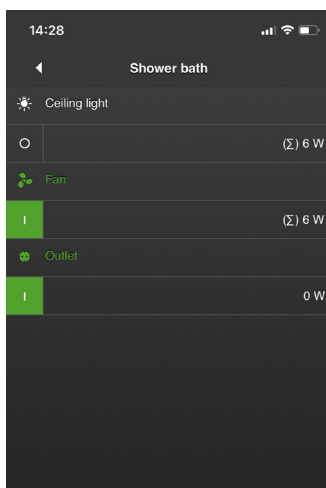 14:28
Shower bath
Ceiling light
O (Σ) 6 W
Fan
I (Σ) 6 W
Outlet
I 0 W